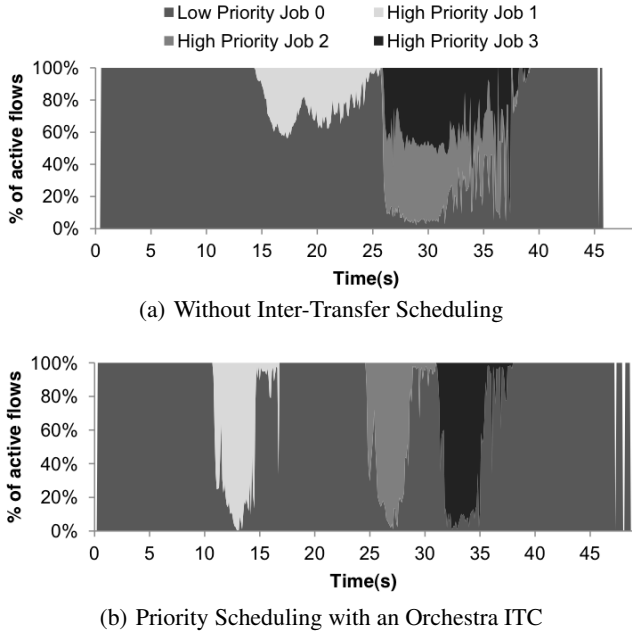 Low Priority Job 0 High Priority Job 1
High Priority Job 2 High Priority Job 3
% of active flows
100%
80%
60%
40%
20%
0%
0 5 10 15 20 25 30 35 40 45
Time(s)
(a) Without Inter-Transfer Scheduling
% of active flows
100%
80%
60%
40%
20%
0%
0 5 10 15 20 25 30 35 40 45
Time(s)
(b) Priority Scheduling with an Orchestra ITC